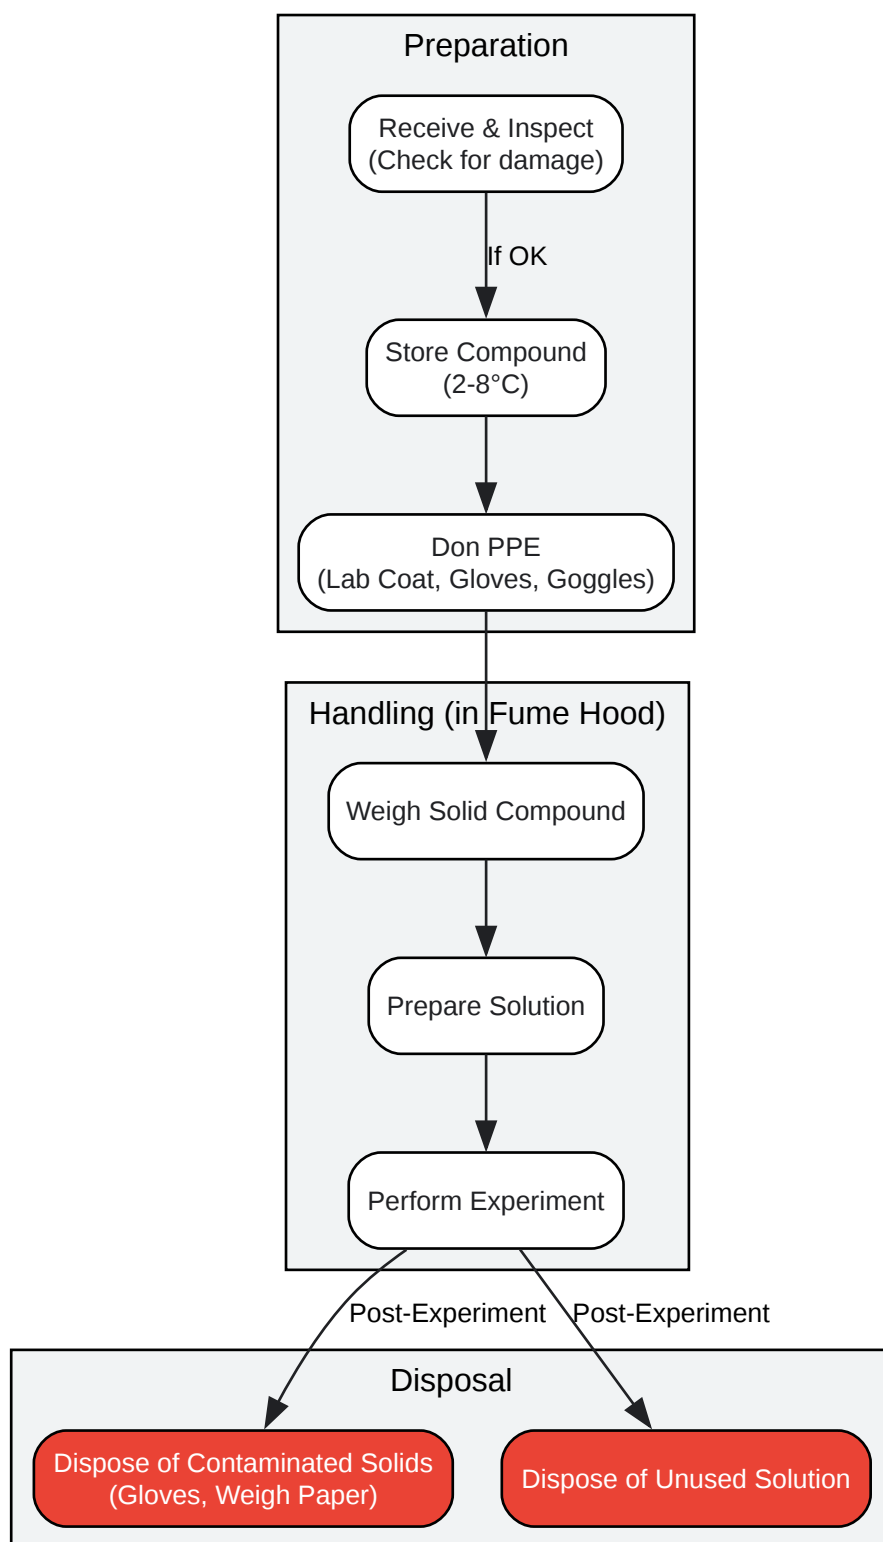 Preparation
Receive & Inspect
(Check for damage)
If OK
Store Compound
(2-8°C)
Don PPE
(Lab Coat, Gloves, Goggles)
Handling (in Fume Hood)
Weigh Solid Compound
Prepare Solution
Perform Experiment
Post-Experiment
Post-Experiment
Disposal
Dispose of Contaminated Solids
(Gloves, Weigh Paper)
Dispose of Unused Solution